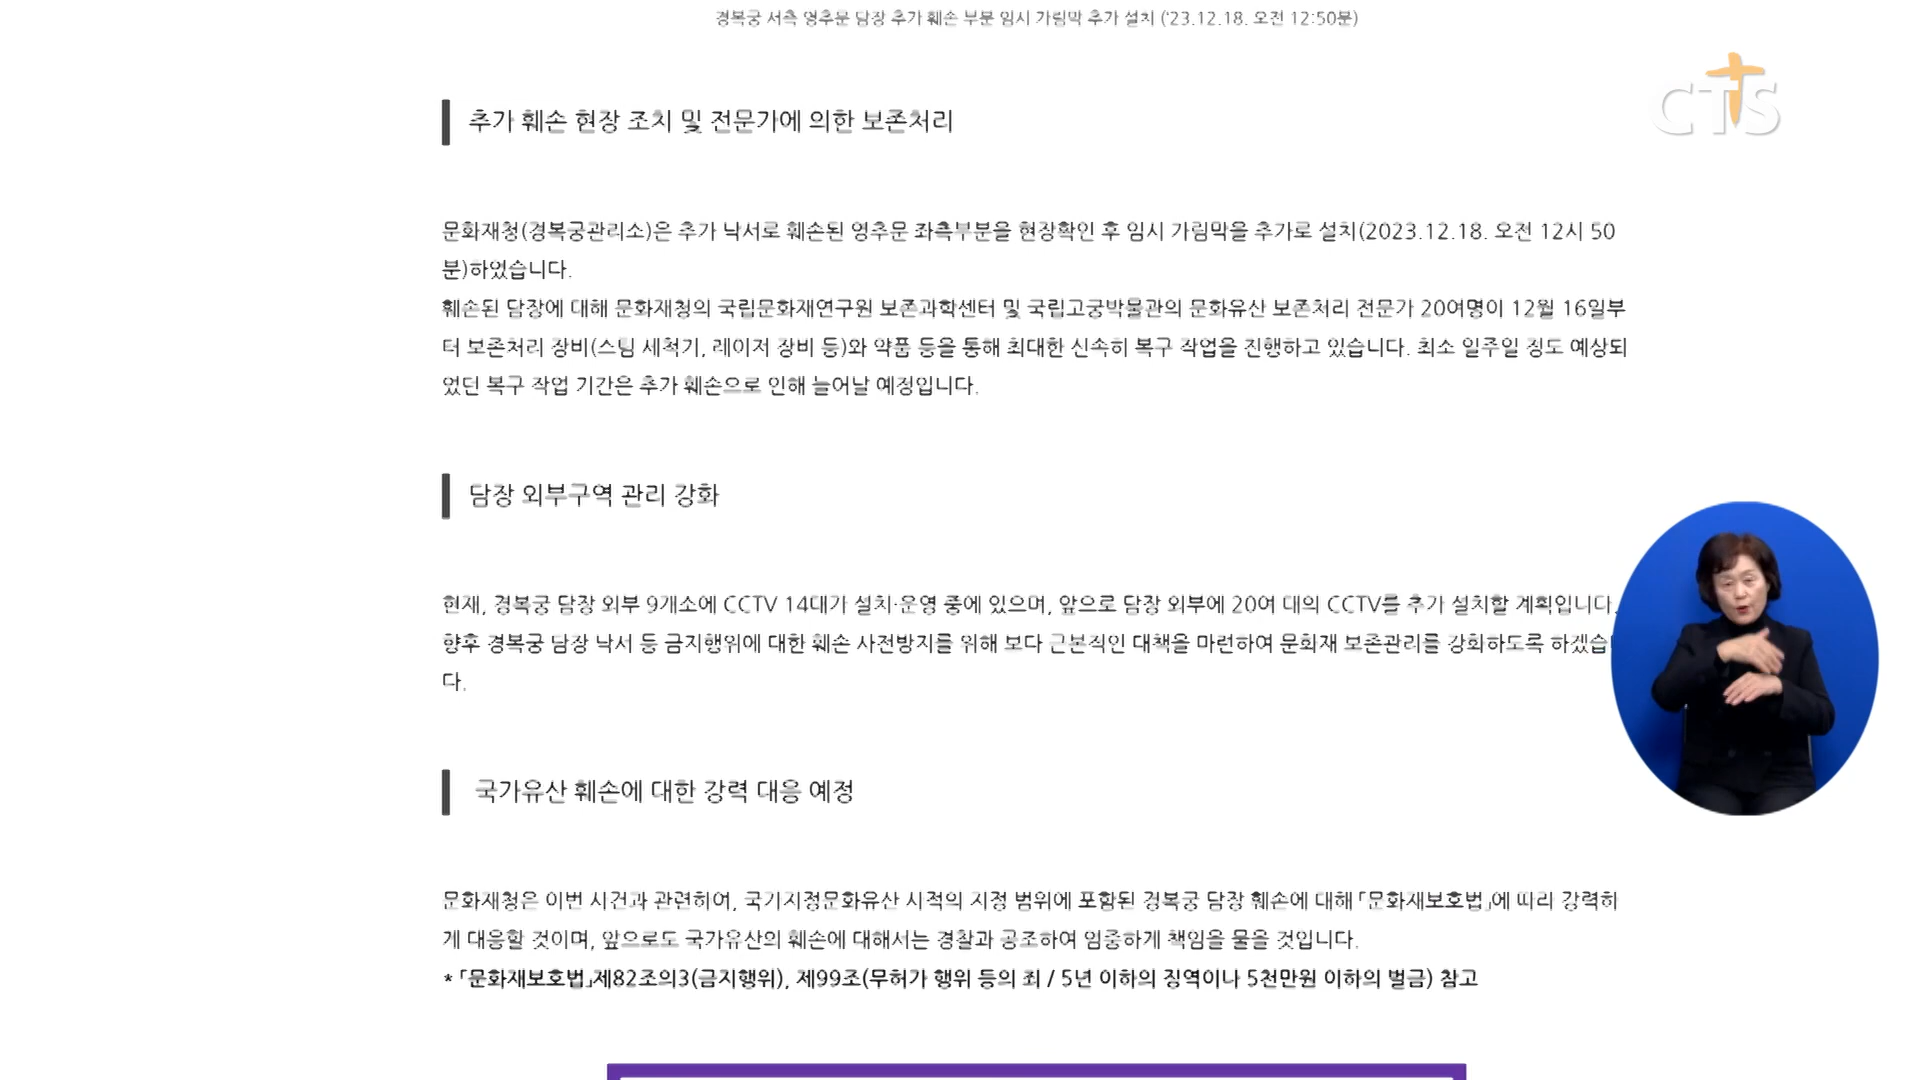 경복궁 서측 영추문 담장 추가 훼손 부분 임시 가림막 추가 설치 ('23.12.18. 오전 12:50분)
CTS
추가 훼손 현장 조치 및 전문가에 의한 보존처리
문화재청(경복궁관리소)은 추가 낙서로 훼손된 영추문 좌측부분을 현장확인 후 임시 가림막을 추가로 설치(2023.12.18. 오전 12시 50
분)하였습니다.
훼손된 담장에 대해 문화재청의 국립문화재연구원 보존과학센터 및 국립고궁박물관의 문화유산 보존처리 전문가 20여명이 12월 16일부
터 보존처리 장비(스팀 세척기, 레이저 장비 등)와 약품 등을 통해 최대한 신속히 복구 작업을 진행하고 있습니다. 최소 일주일 정도 예상되
었던 복구 작업 기간은 추가 훼손으로 인해 늘어날 예정입니다.
담장 외부구역 관리 강화
현재, 경복궁 담장 외부 9개소에 CCTV 14대가 설치·운영 중에 있으며, 앞으로 담장 외부에 20여 대의 CCTV를 추가 설치할 계획입니다.
향후 경복궁 담장 낙서 등 금지행위에 대한 훼손 사전방지를 위해 보다 근본적인 대책을 마련하여 문화재 보존관리를 강화하도록 하겠습
다.
국가유산 훼손에 대한 강력 대응 예정
문화재청은 이번 사건과 관련하여, 국가지정문화유산 사적의 지정 범위에 포함된 경복궁 담장 훼손에 대해 「문화재보호법」에 따라 강력하
게 대응할 것이며, 앞으로도 국가유산의 훼손에 대해서는 경찰과 공조하여 엄중하게 책임을 물을 것입니다.
* 「문화재보호법」제82조의3(금지행위), 제99조(무허가 행위 등의 죄 / 5년 이하의 징역이나 5천만원 이하의 벌금) 참고